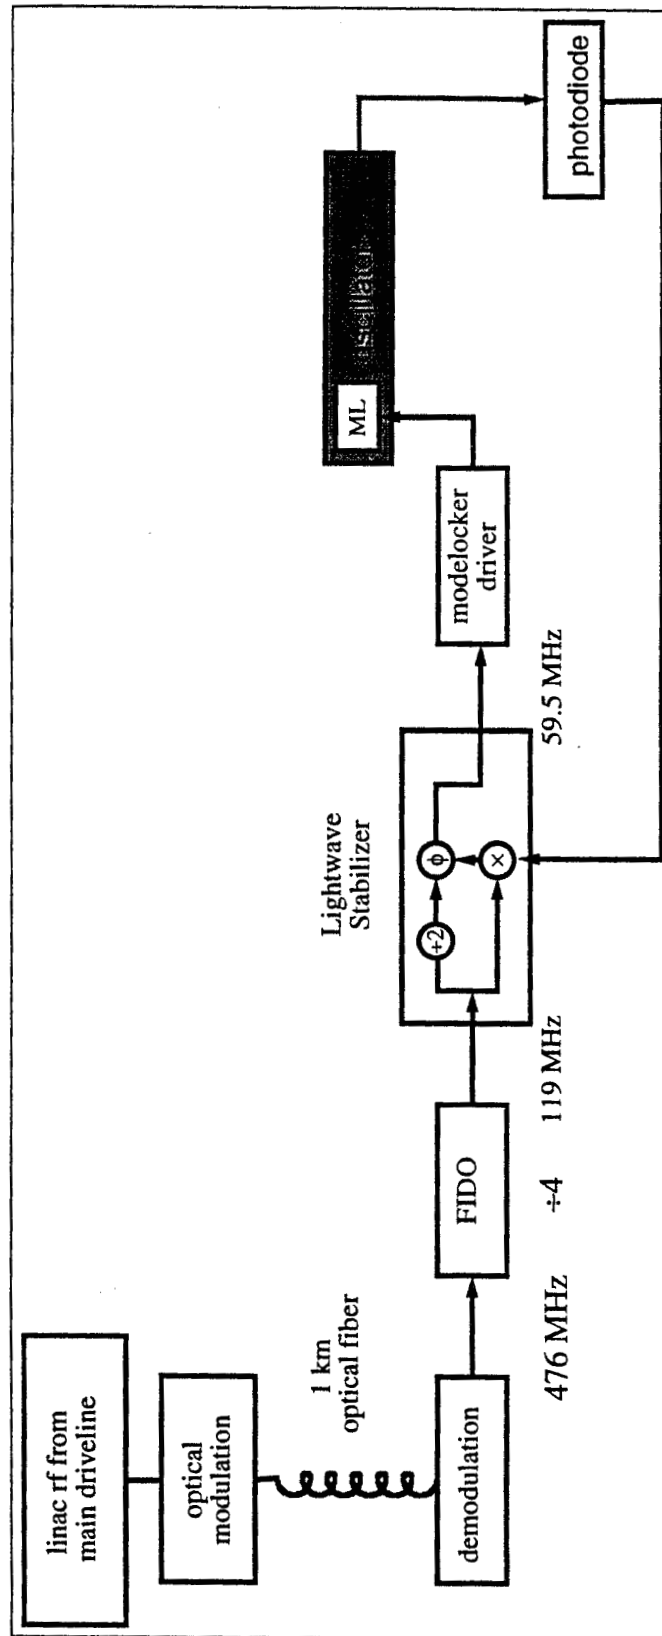 linac rf from
main driveline
optical
modulation
1 km
optical fiber
demodulation
476 MHz
FIDO
÷4
119 MHz
Lightwave
Stabilizer
÷2
ϕ
×
59.5 MHz
modelocker
driver
ML
oscillator
photodiode